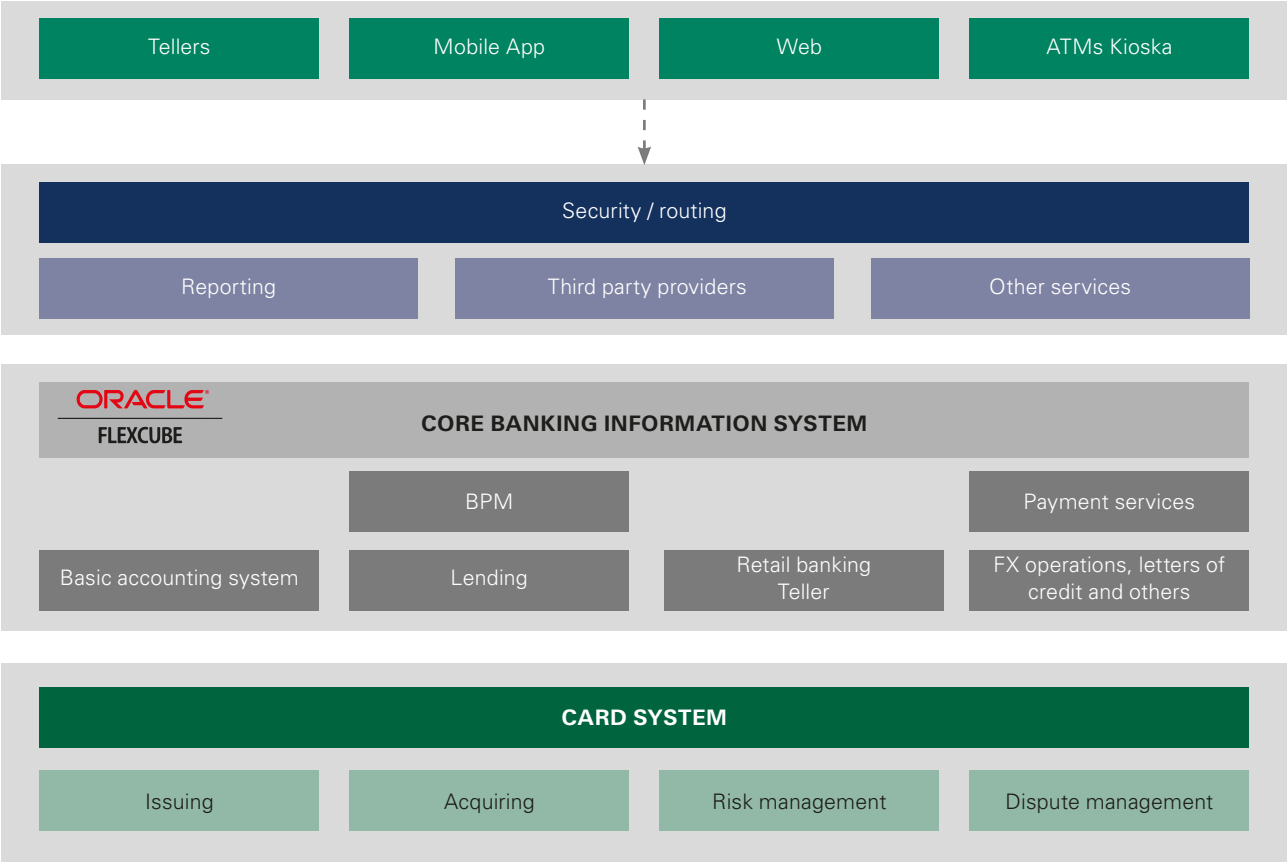 Tellers
Mobile App
Web
ATMs Kioska
Security / routing
Reporting
Third party providers
Other services
ORACLE®
FLEXCUBE
CORE BANKING INFORMATION SYSTEM
BPM
Payment services
Basic accounting system
Lending
Retail banking
Teller
FX operations, letters of
credit and others
CARD SYSTEM
Issuing
Acquiring
Risk management
Dispute management